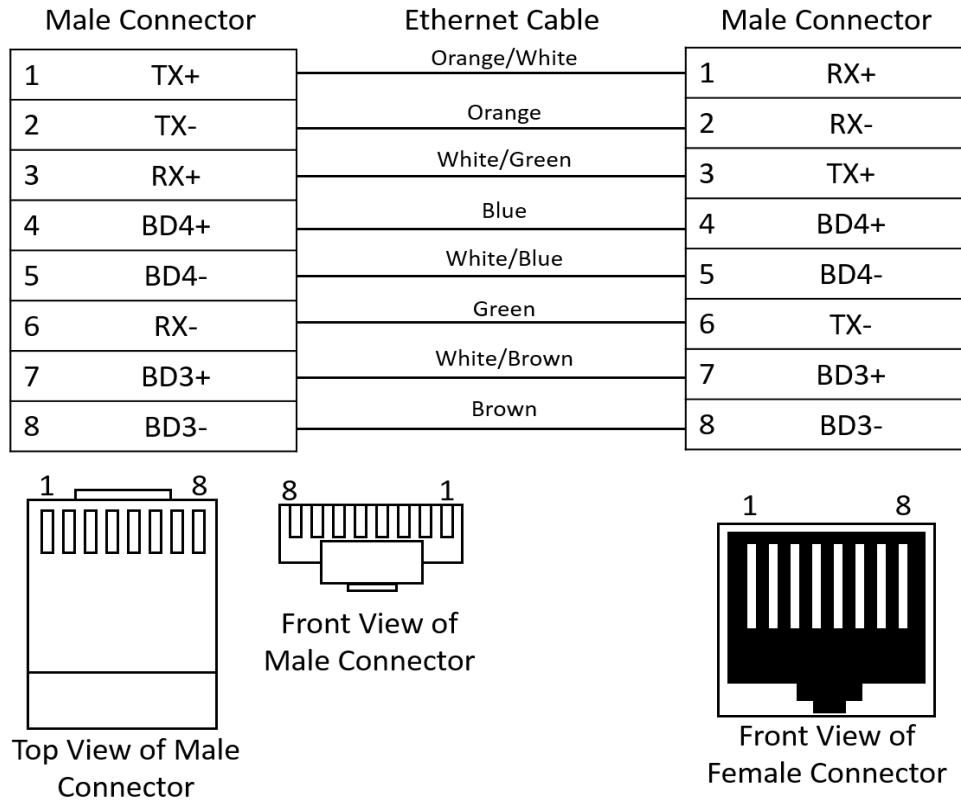 Male Connector Ethernet Cable Male Connector
1 TX+ Orange/White 1 RX+
2 TX- Orange 2 RX-
3 RX+ White/Green 3 TX+
4 BD4+ Blue 4 BD4+
5 BD4- White/Blue 5 BD4-
6 RX- Green 6 TX-
7 BD3+ White/Brown 7 BD3+
8 BD3- Brown 8 BD3-
1 8
Top View of Male
Connector
8 1
Front View of
Male Connector
1 8
Front View of
Female Connector